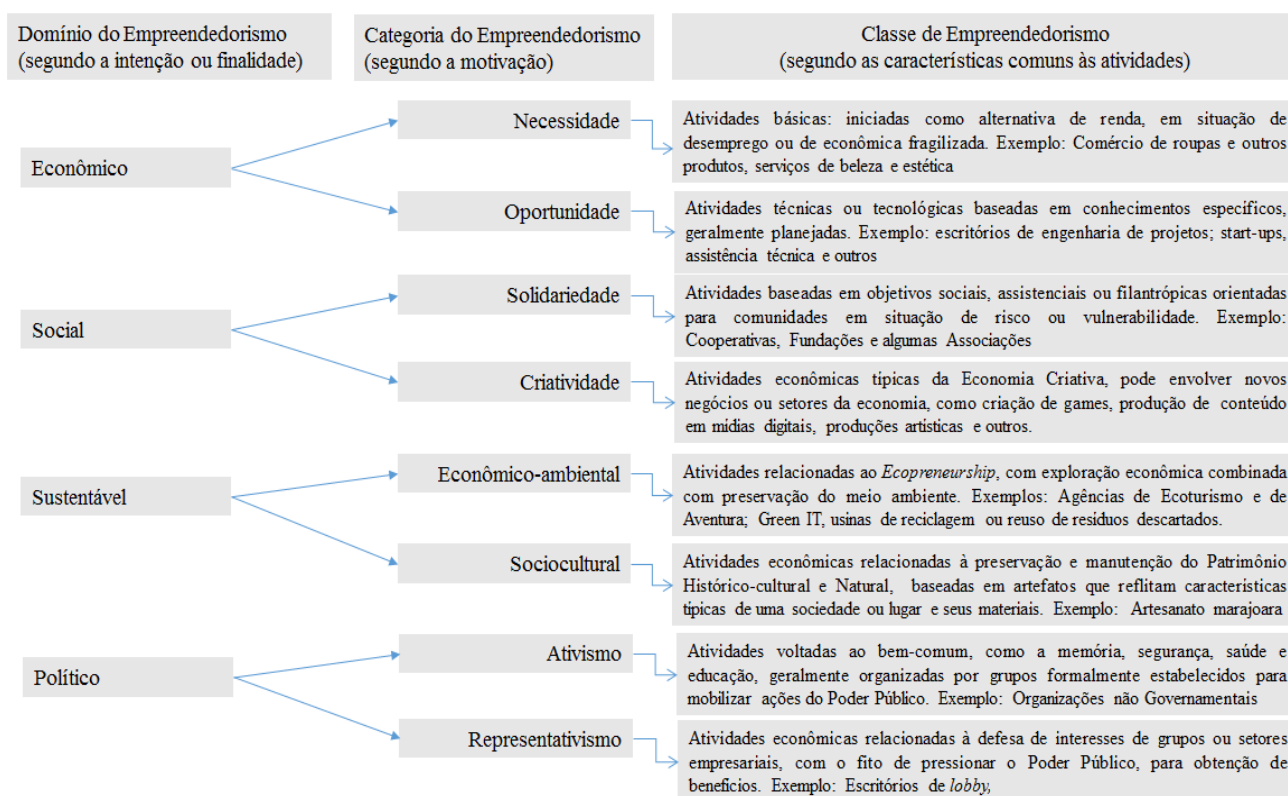 Domínio do Empreendedorismo
(segundo a intenção ou finalidade)
Categoria do Empreendedorismo
(segundo a motivação)
Classe de Empreendedorismo
(segundo as características comuns às atividades)
Econômico
Necessidade
Atividades básicas: iniciadas como alternativa de renda, em situação de
desemprego ou de econômica fragilizada. Exemplo: Comércio de roupas e outros
produtos, serviços de beleza e estética
Oportunidade
Atividades técnicas ou tecnológicas baseadas em conhecimentos específicos,
geralmente planejadas. Exemplo: escritórios de engenharia de projetos; start-ups,
assistência técnica e outros
Social
Solidariedade
Atividades baseadas em objetivos sociais, assistenciais ou filantrópicas orientadas
para comunidades em situação de risco ou vulnerabilidade. Exemplo:
Cooperativas, Fundações e algumas Associações
Criatividade
Atividades econômicas típicas da Economia Criativa, pode envolver novos
negócios ou setores da economia, como criação de games, produção de conteúdo
em mídias digitais, produções artísticas e outros.
Sustentável
Econômico-ambiental
Atividades relacionadas ao Ecopreneurship, com exploração econômica combinada
com preservação do meio ambiente. Exemplos: Agências de Ecoturismo e de
Aventura; Green IT, usinas de reciclagem ou reuso de resíduos descartados.
Sociocultural
Atividades econômicas relacionadas à preservação e manutenção do Patrimônio
Histórico-cultural e Natural, baseadas em artefatos que reflitam características
típicas de uma sociedade ou lugar e seus materiais. Exemplo: Artesanato marajoara
Político
Ativismo
Atividades voltadas ao bem-comum, como a memória, segurança, saúde e
educação, geralmente organizadas por grupos formalmente estabelecidos para
mobilizar ações do Poder Público. Exemplo: Organizações não Governamentais
Representativismo
Atividades econômicas relacionadas à defesa de interesses de grupos ou setores
empresariais, com o fito de pressionar o Poder Público, para obtenção de
benefícios. Exemplo: Escritórios de lobby,